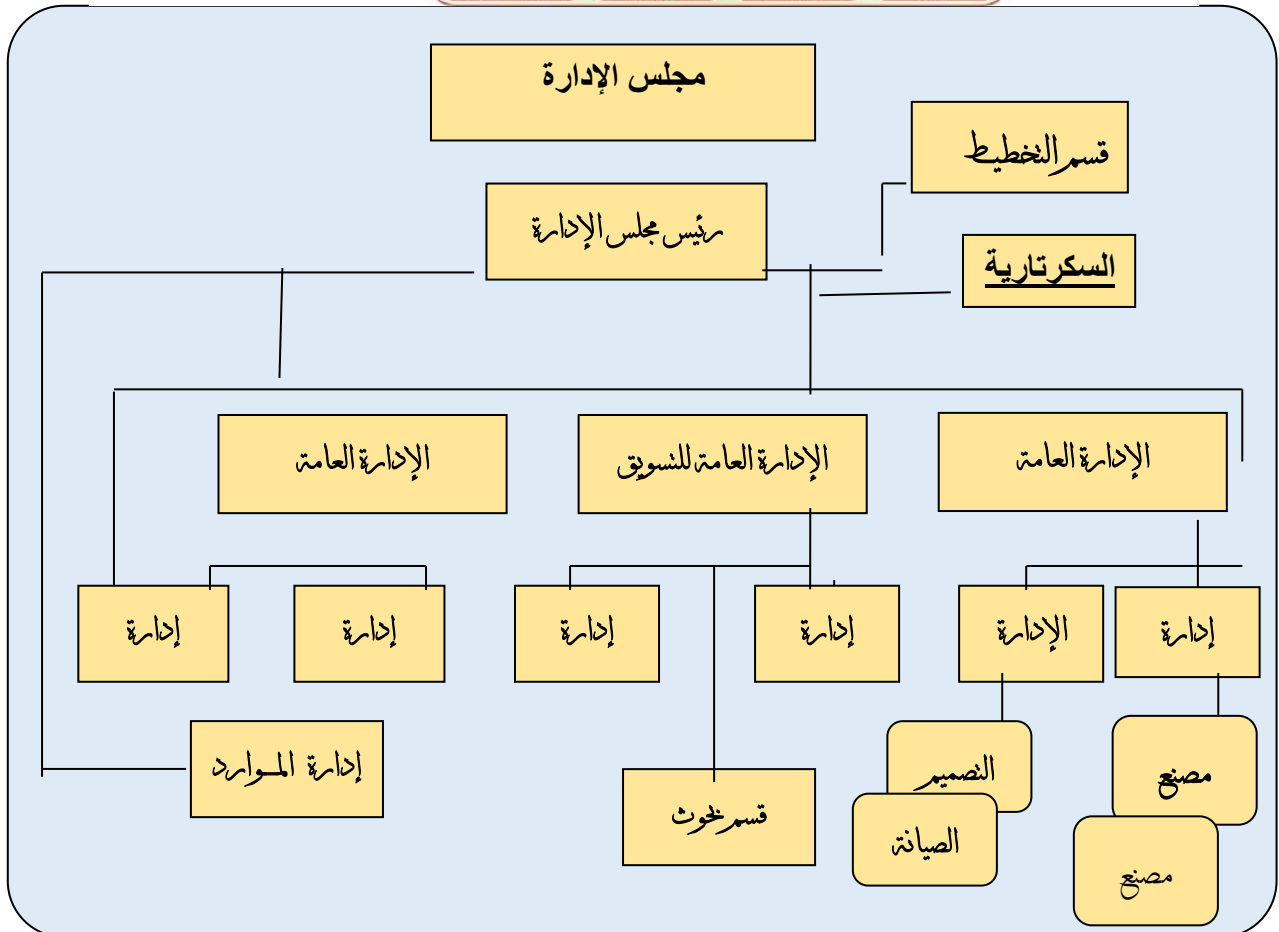 مجلس الإدارة
قسم التخطيط
رئيس مجلس الإدارة
السكرتارية
الإدارة العامة
الإدارة العامة للتسويق
الإدارة العامة
إدارة
الإدارة
إدارة
إدارة
إدارة
إدارة
مصنع
التصميم
إدارة الموارد
قسم بحوث
الصيانة
مصنع